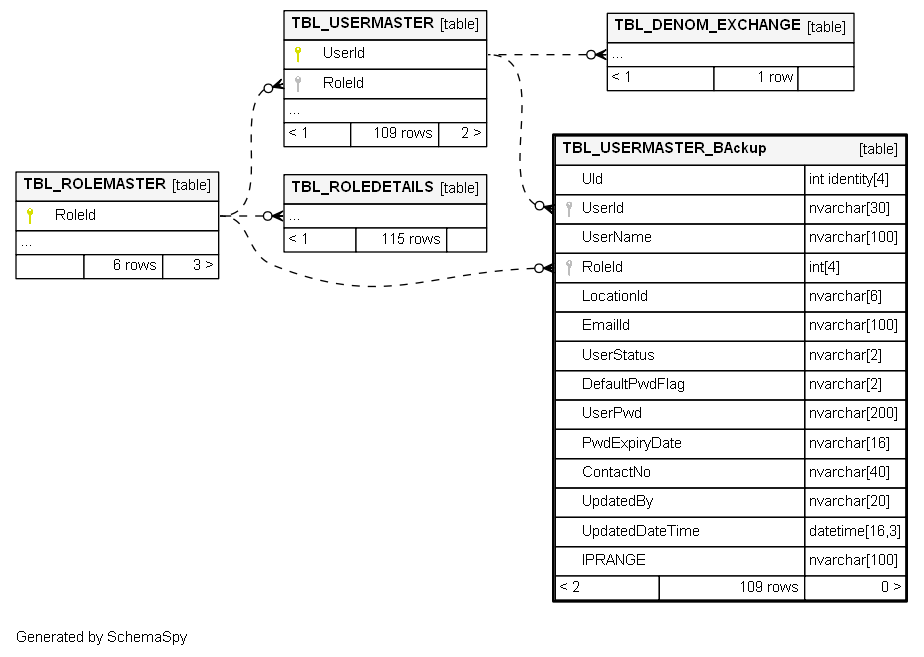 TBL_USERMASTER [table]
UserId
RoleId
...
< 1 109 rows 2 >
TBL_DENOM_EXCHANGE [table]
...
< 1 1 row
TBL_ROLEMASTER [table]
RoleId
...
6 rows 3 >
TBL_ROLEDETAILS [table]
...
< 1 115 rows
TBL_USERMASTER_BAckup [table]
UId int identity[4]
UserId nvarchar[30]
UserName nvarchar[100]
RoleId int[4]
LocationId nvarchar[6]
EmailId nvarchar[100]
UserStatus nvarchar[2]
DefaultPwdFlag nvarchar[2]
UserPwd nvarchar[200]
PwdExpiryDate nvarchar[16]
ContactNo nvarchar[40]
UpdatedBy nvarchar[20]
UpdatedDateTime datetime[16,3]
IPRANGE nvarchar[100]
< 2 109 rows 0 >
Generated by SchemaSpy